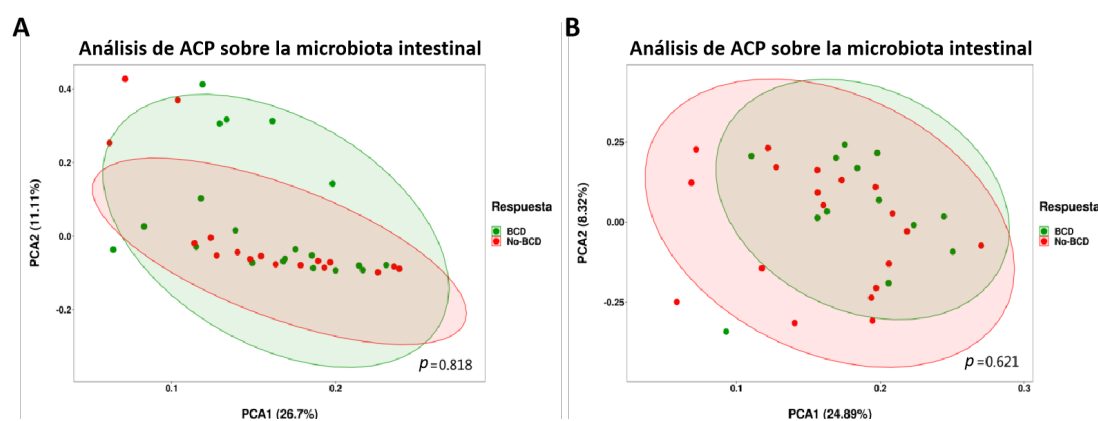 A
Análisis de ACP sobre la microbiota intestinal
0.4
0.2
0.0
-0.2
PCA2 (11.11%)
0.1
0.2
PCA1 (26.7%)
p=0.818
Respuesta
BCD
No-BCD
B
Análisis de ACP sobre la microbiota intestinal
0.25
0.00
-0.25
PCA2 (8.32%)
0.1
0.2
0.3
PCA1 (24.89%)
p=0.621
Respuesta
BCD
No-BCD